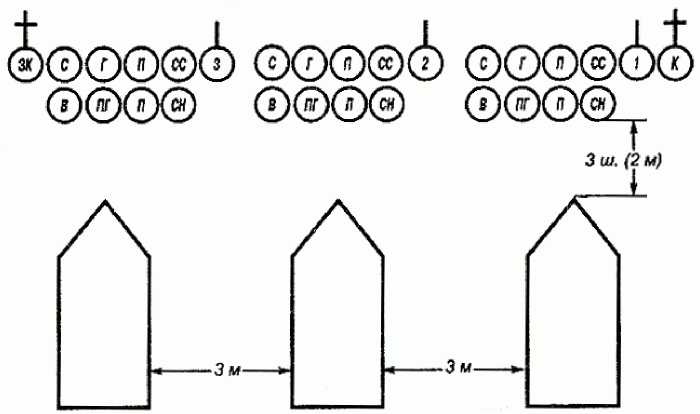 ЗК С Г П СС 3 С Г П СС 2 С Г П СС 1 К
В ПГ П СН В ПГ П СН В ПГ П СН
3 ш. (2 м)
3 м 3 м